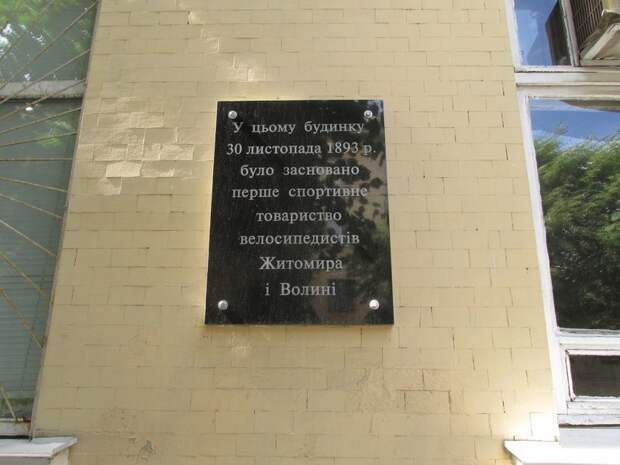 У цьому будинку
30 листопада 1893 р.
було засновано
перше спортивне
товариство
велосипедистів
Житомира
і Волині